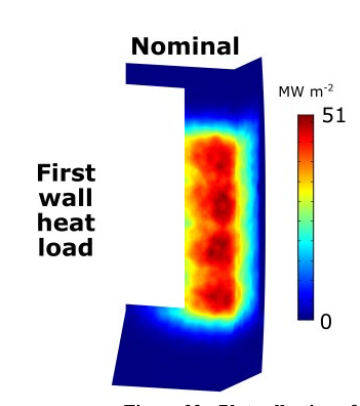 Nominal
MW m-2
51
First
wall
heat
load
0